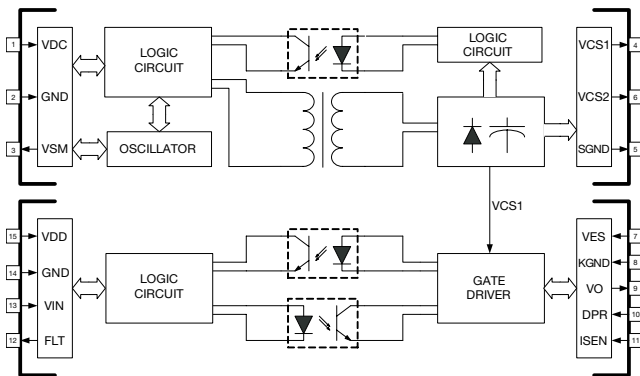 1
VDC
LOGIC
CIRCUIT
LOGIC
CIRCUIT
VCS1
4
2
GND
VCS2
6
3
VSM
OSCILLATOR
SGND
5
VCS1
15
VDD
VES
7
14
GND
LOGIC
CIRCUIT
GATE
DRIVER
KGND
8
13
VIN
VO
9
12
FLT
DPR
10
ISEN
11